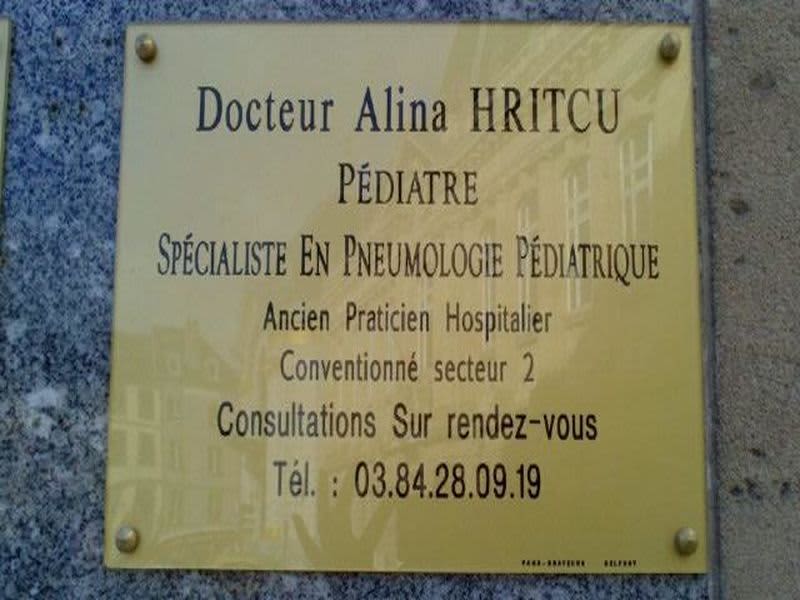 Docteur Alina HRITCU
PÉDIATRE
SPÉCIALISTE EN PNEUMOLOGIE PÉDIATRIQUE
Ancien Praticien Hospitalier
Conventionné secteur 2
Consultations Sur rendez-vous
Tél. : 03.84.28.09.19
BELFORT